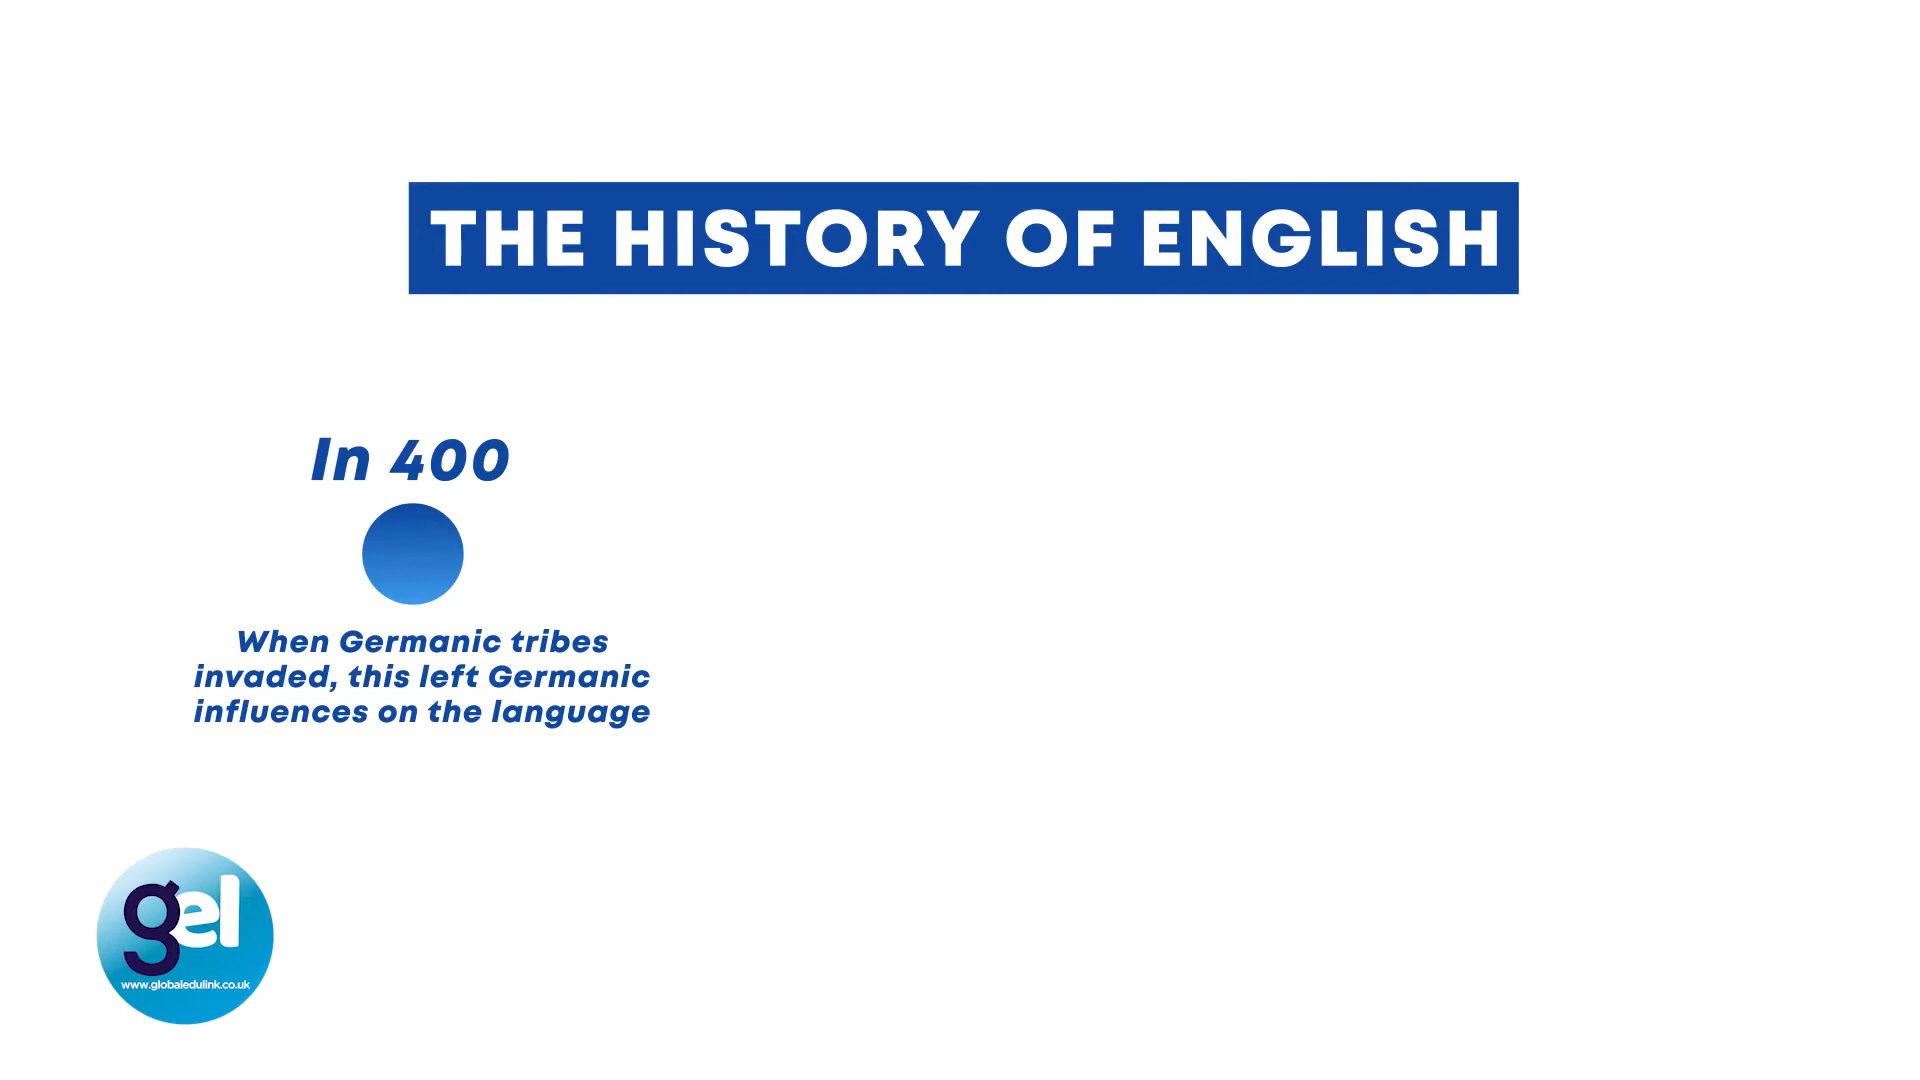 THE HISTORY OF ENGLISH
In 400
When Germanic tribes
invaded, this left Germanic
influences on the language
gel
www.globaledulink.co.uk